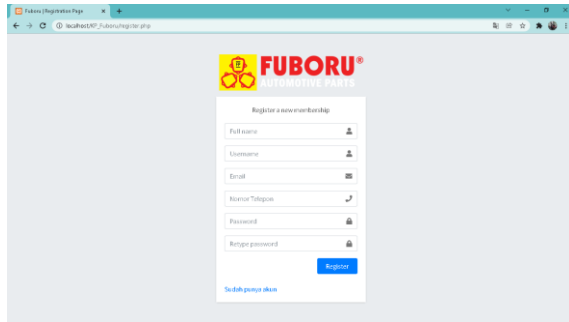 Fuboru | Registration Page
localhost/KP_Fuboru/register.php
FUBORU®
AUTOMOTIVE PARTS
Register a new membership
Full name
Username
Email
Nomor Telepon
Password
Retype password
Register
Sudah punya akun